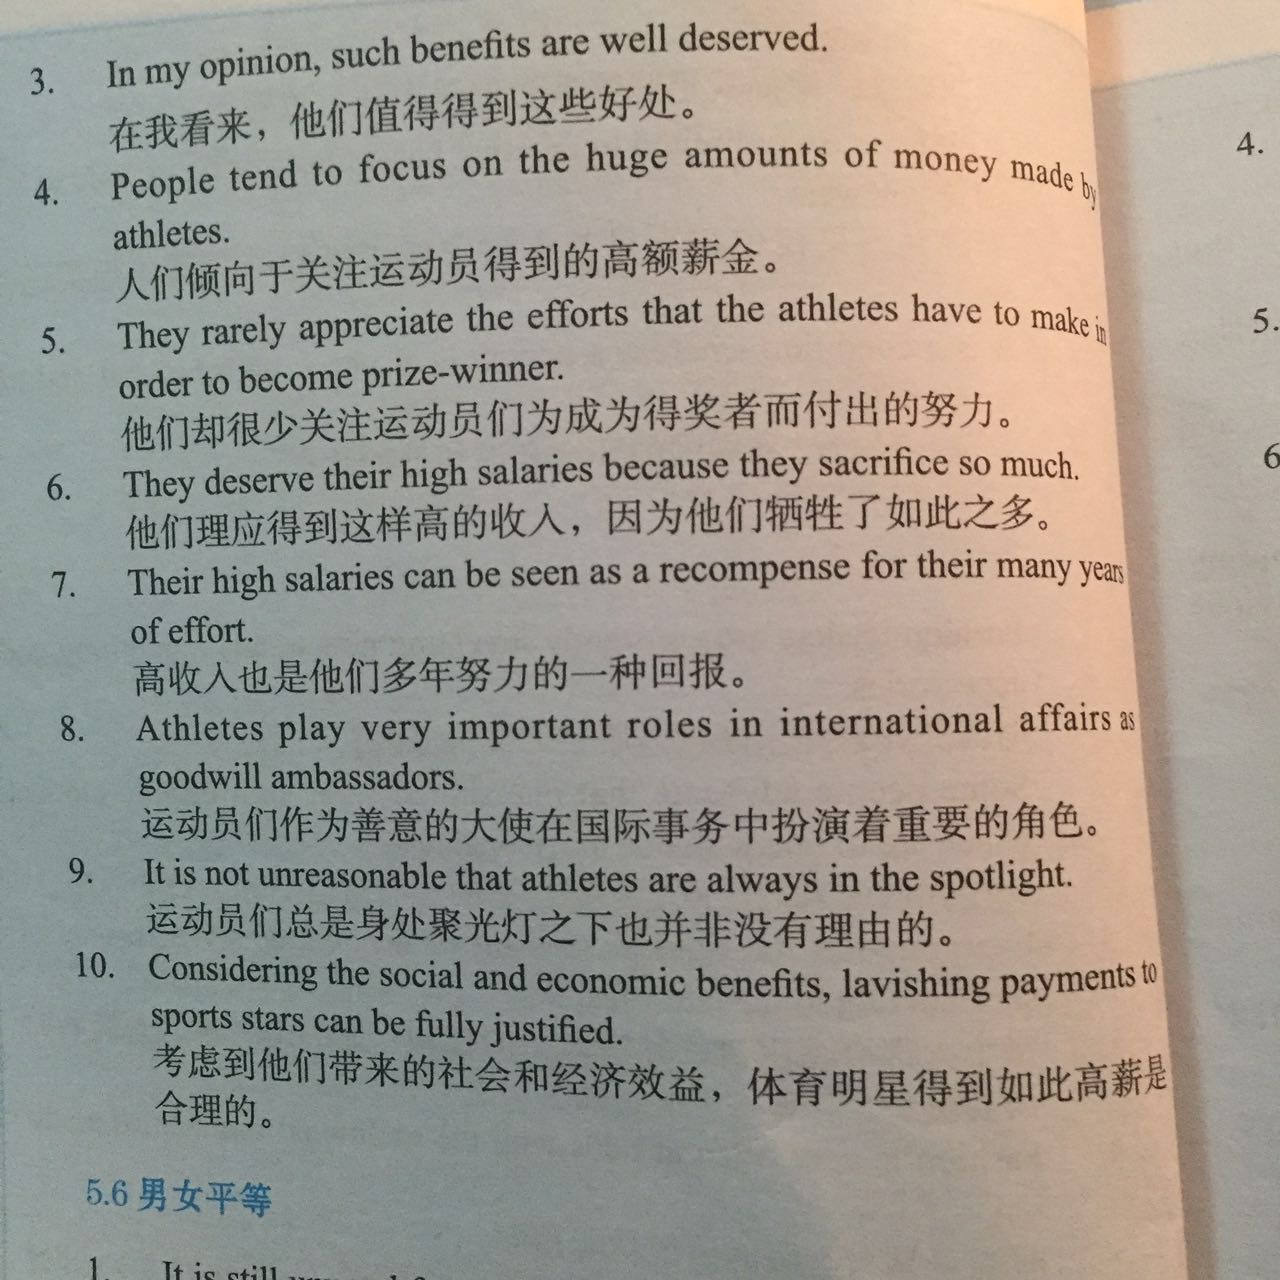 3. In my opinion, such benefits are well deserved.
在我看来，他们值得得到这些好处。
4. People tend to focus on the huge amounts of money made by
athletes.
人们倾向于关注运动员得到的高额薪金。
5. They rarely appreciate the efforts that the athletes have to make in
order to become prize-winner.
他们却很少关注运动员们为成为得奖者而付出的努力。
6. They deserve their high salaries because they sacrifice so much.
他们理应得到这样高的收入，因为他们牺牲了如此之多。
7. Their high salaries can be seen as a recompense for their many years
of effort.
高收入也是他们多年努力的一种回报。
8. Athletes play very important roles in international affairs as
goodwill ambassadors.
运动员们作为善意的大使在国际事务中扮演着重要的角色。
9. It is not unreasonable that athletes are always in the spotlight.
运动员们总是身处聚光灯之下也并非没有理由的。
10. Considering the social and economic benefits, lavishing payments to
sports stars can be fully justified.
考虑到他们带来的社会和经济效益，体育明星得到如此高薪是
合理的。
5.6 男女平等
1. It is still
4.
5.
6